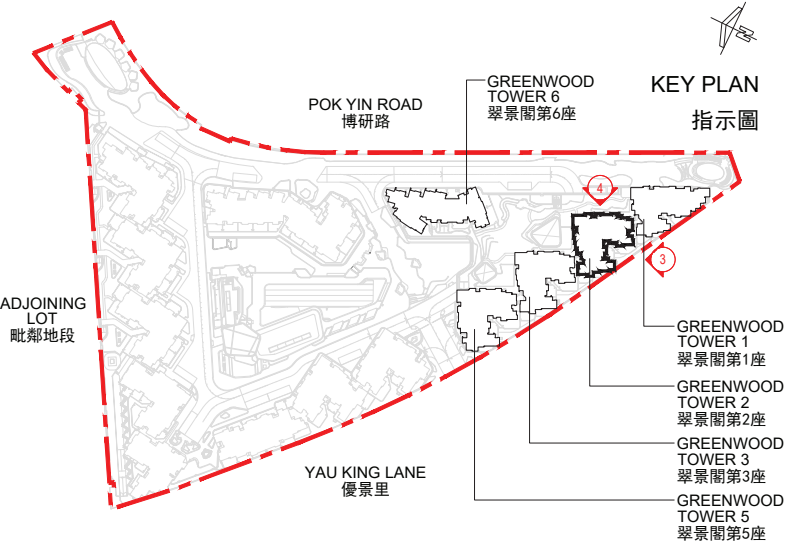 KEY PLAN
指示圖
GREENWOOD
TOWER 6
翠景閣第6座
POK YIN ROAD
博研路
4
3
ADJOINING
LOT
毗鄰地段
GREENWOOD
TOWER 1
翠景閣第1座
GREENWOOD
TOWER 2
翠景閣第2座
GREENWOOD
TOWER 3
翠景閣第3座
YAU KING LANE
優景里
GREENWOOD
TOWER 5
翠景閣第5座